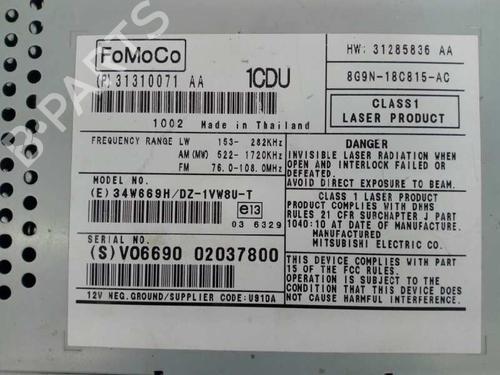 FoMoCo
(P) 31310071 AA
1CDU
1002 Made in Thailand
HW: 31285836 AA
8G9N-18C815-AC
CLASS1
LASER PRODUCT
FREQUENCY RANGE LW 153- 282KHz
AM(MW) 522- 1720KHz
FM 76.0-108.0MHz
MODEL NO.
(E) 34W669H/DZ-1VW8U-T
e13
03 6329
SERIAL NO.
(S) V06690 02037800
12V NEG.GROUND/SUPPLIER CODE:U910A
DANGER
INVISIBLE LASER RADIATION WHEN
OPEN AND INTERLOCK FAILED OR
DEFEATED.
AVOID DIRECT EXPOSURE TO BEAM.
CLASS 1 LASER PRODUCT
PRODUCT COMPLIES WITH DHHS
RULES 21 CFR SUBCHAPTER J PART
1040:10 AT DATE OF MANUFACTURE.
MANUFACTURED
MITSUBISHI ELECTRIC CO.
THIS DEVICE COMPLIES WITH PART
15 OF THE FCC RULES.
OPERATION IS SUBJECT TO THE
CONDITION THAT THIS DEVICE DOES
NOT CAUSE HARMFUL INTERFERENCE.
B-PARTS